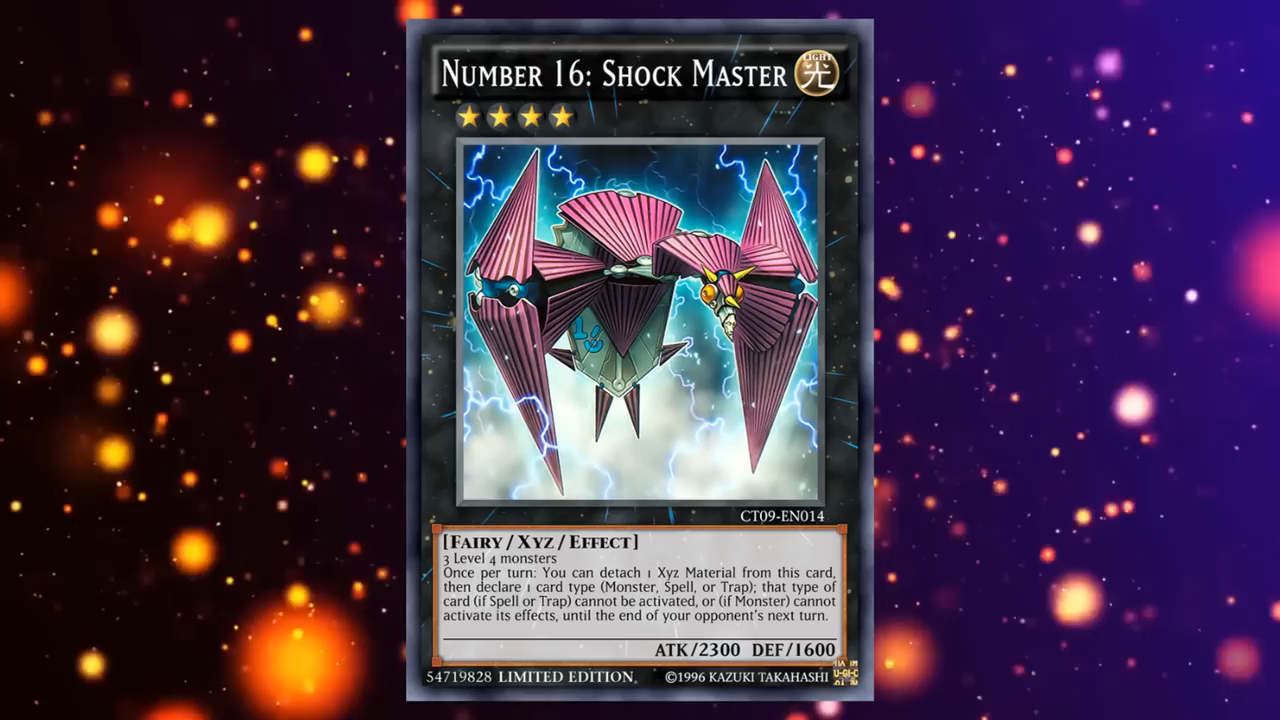 NUMBER 16: SHOCK MASTER
LIGHT
光
16
CT09-EN014
[FAIRY / XYZ / EFFECT]
3 Level 4 monsters
Once per turn: You can detach 1 Xyz Material from this card,
then declare 1 card type (Monster, Spell, or Trap); that type of
card (if Spell or Trap) cannot be activated, or (if Monster) cannot
activate its effects, until the end of your opponent's next turn.
ATK/2300 DEF/1600
54719828 LIMITED EDITION
©1996 KAZUKI TAKAHASHI